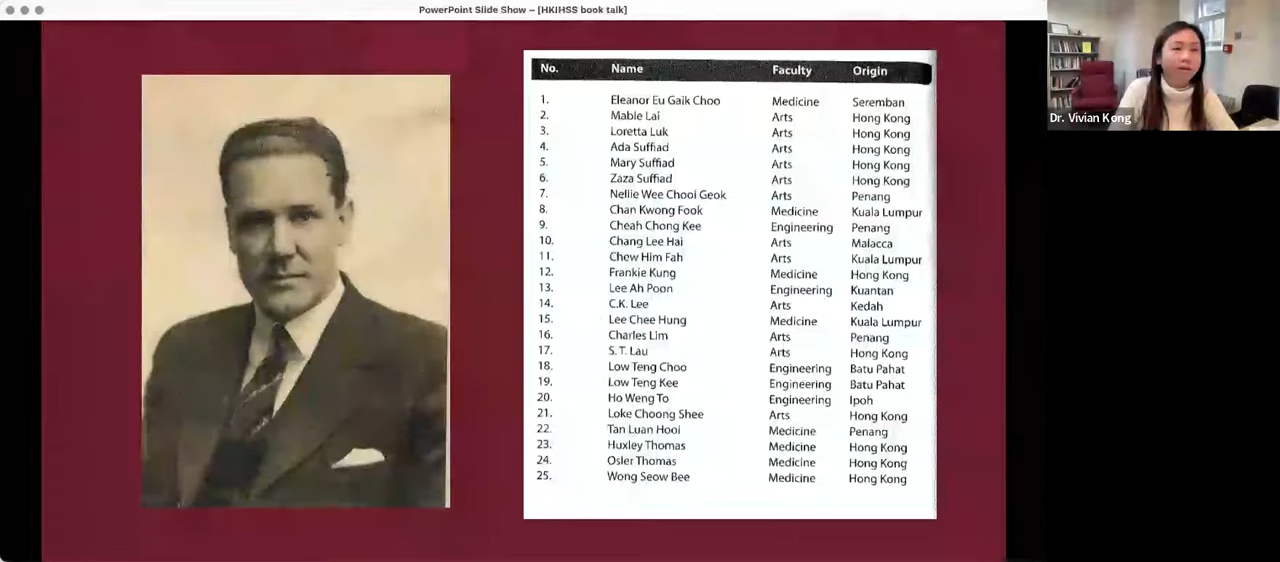 PowerPoint Slide Show – [HKIHSS book talk]
No. Name Faculty Origin
1. Eleanor Eu Gaik Choo Medicine Seremban
2. Mable Lai Arts Hong Kong
3. Loretta Luk Arts Hong Kong
4. Ada Suffiad Arts Hong Kong
5. Mary Suffiad Arts Hong Kong
6. Zaza Suffiad Arts Hong Kong
7. Nellie Wee Chooi Geok Arts Penang
8. Chan Kwong Fook Medicine Kuala Lumpur
9. Cheah Chong Kee Engineering Penang
10. Chang Lee Hai Arts Malacca
11. Chew Him Fah Arts Kuala Lumpur
12. Frankie Kung Medicine Hong Kong
13. Lee Ah Poon Engineering Kuantan
14. C.K. Lee Arts Kedah
15. Lee Chee Hung Medicine Kuala Lumpur
16. Charles Lim Arts Penang
17. S.T. Lau Arts Hong Kong
18. Low Teng Choo Engineering Batu Pahat
19. Low Teng Kee Engineering Batu Pahat
20. Ho Weng To Engineering Ipoh
21. Loke Choong Shee Arts Hong Kong
22. Tan Luan Hooi Medicine Penang
23. Huxley Thomas Medicine Hong Kong
24. Osler Thomas Medicine Hong Kong
25. Wong Seow Bee Medicine Hong Kong
Dr. Vivian Kong